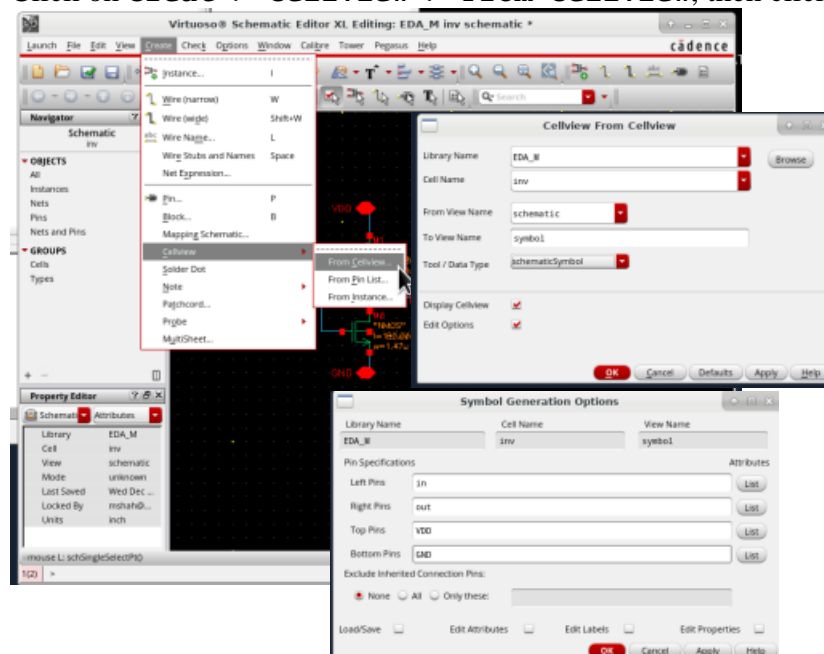 Virtuoso® Schematic Editor XL Editing: EDA_M inv schematic *
Launch File Edit View Create Check Options Window Calibre Tower Pegasus Help
cādence
Instance... I
Wire (narrow) W
Wire (wide) Shift+W
abc Wire Name... L
Wire Stubs and Names Space
Net Expression...
Pin... P
Block... B
Mapping Schematic...
Cellview
Solder Dot
Note
Patchcord...
Probe
MultiSheet...
From Cellview...
From Pin List...
From Instance...
Search
Navigator
Schematic
inv
OBJECTS
All
Instances
Nets
Pins
Nets and Pins
GROUPS
Cells
Types
VDD
"NMOS"
GND
Property Editor
Schemati Attributes
Library EDA_M
Cell inv
View schematic
Mode unknown
Last Saved Wed Dec ...
Locked By mshah@...
Units inch
mouse L: schSingleSelectPt()
1(2) >
Cellview From Cellview
Library Name EDA_M Browse
Cell Name inv
From View Name schematic
To View Name symbol
Tool / Data Type schematicSymbol
Display Cellview
Edit Options
OK Cancel Defaults Apply Help
Symbol Generation Options
Library Name Cell Name View Name
EDA_M inv symbol
Pin Specifications Attributes
Left Pins in List
Right Pins out List
Top Pins VDD List
Bottom Pins GND List
Exclude Inherited Connection Pins:
None All Only these:
Load/Save Edit Attributes Edit Labels Edit Properties
OK Cancel Apply Help